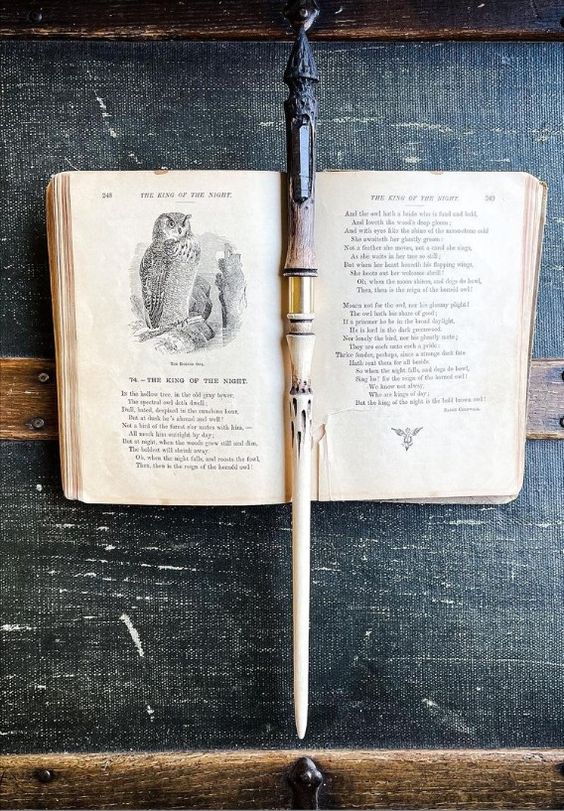 248 THE KING OF THE NIGHT.
The Horned Owl.
74.—THE KING OF THE NIGHT.
In the hollow tree, in the old gray tower,
The spectral owl doth dwell;
Dull, hated, despised in the sunshine hour,
But at dusk he's abroad and well!
Not a bird of the forest e'er mates with him,—
All mock him outright by day;
But at night, when the woods grow still and dim,
The boldest will shrink away.
Oh, when the night falls, and roosts the fowl,
Then, then is the reign of the hornéd owl!
THE KING OF THE NIGHT. 249
And the owl hath a bride who is fond and bold,
And loveth the wood's deep gloom;
And with eyes like the shine of the moonstone cold
She awaiteth her ghastly groom:
Not a feather she moves, not a carol she sings,
As she waits in her tree so still;
But when her heart heareth his flapping wings,
She hoots out her welcome shrill!
Oh, when the moon shines, and dogs do howl,
Then, then is the reign of the hornéd owl!
Mourn not for the owl, nor his gloomy plight!
The owl hath his share of good;
If a prisoner he be in the broad daylight,
He is lord in the dark greenwood.
Nor lonely the bird, nor his ghastly mate;
They are each unto each a pride;
Thrice fonder, perhaps, since a strange dark fate
Hath rent them from all beside.
So when the night falls, and dogs do howl,
Sing ho! for the reign of the hornéd owl!
We know not alway,
Who are kings of day;
But the king of the night is the bold brown owl!
Barry Cornwall.